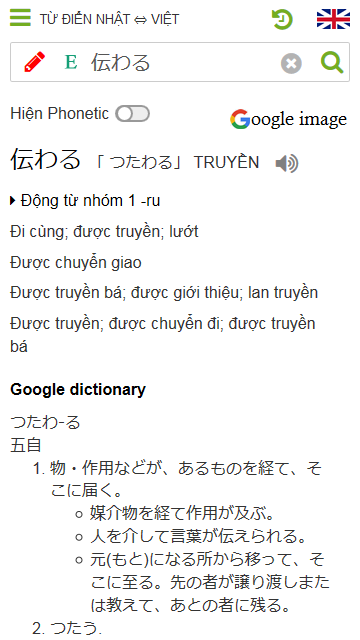 TỪ ĐIỂN NHẬT ⇔ VIỆT
E 伝わる
Hiện Phonetic
Google image
伝わる 「 つたわる」 TRUYỀN
Động từ nhóm 1 -ru
Đi cùng; được truyền; lướt
Được chuyển giao
Được truyền bá; được giới thiệu; lan truyền
Được truyền; được chuyển đi; được truyền
bá
Google dictionary
つたわ-る
五自
1. 物・作用などが、あるものを経て、そ
こに届く。
媒介物を経て作用が及ぶ。
人を介して言葉が伝えられる。
元(もと)になる所から移って、そ
こに至る。先の者が譲り渡しまた
は教えて、あとの者に残る。
2. つたう.